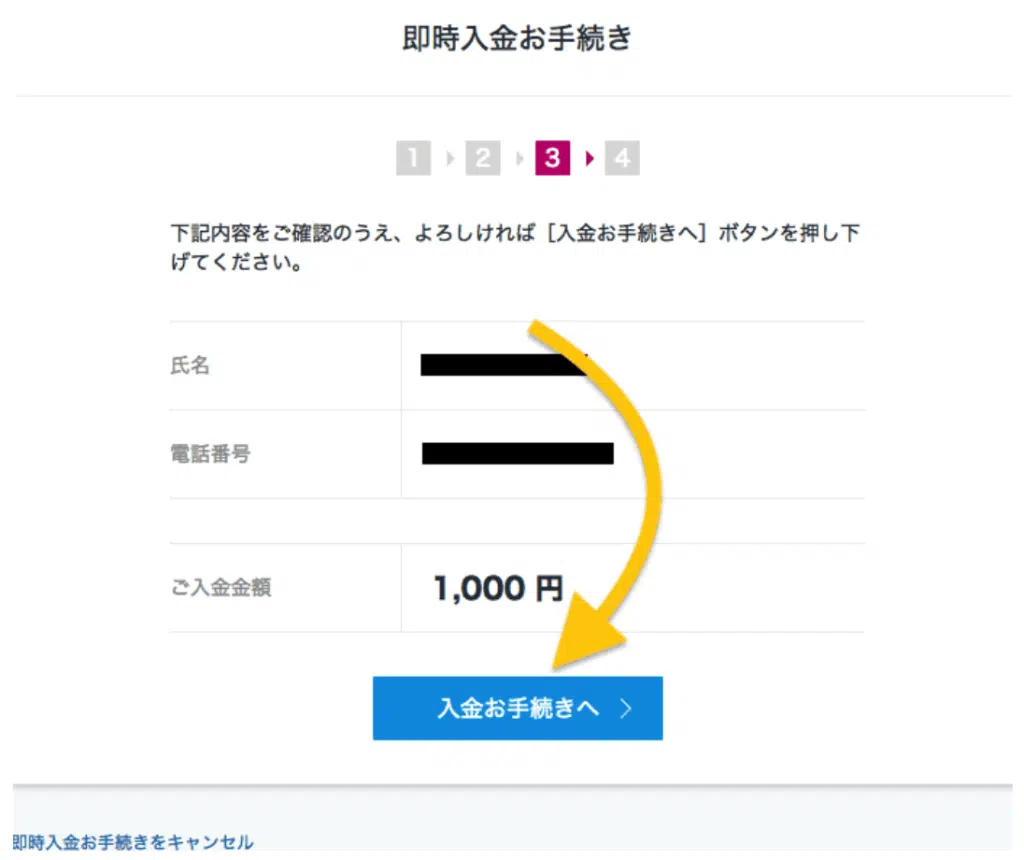 即時入金お手続き
1 2 3 4
下記内容をご確認のうえ、よろしければ［入金お手続きへ］ボタンを押し下
げてください。
氏名
電話番号
ご入金金額 1,000 円
入金お手続きへ
即時入金お手続きをキャンセル